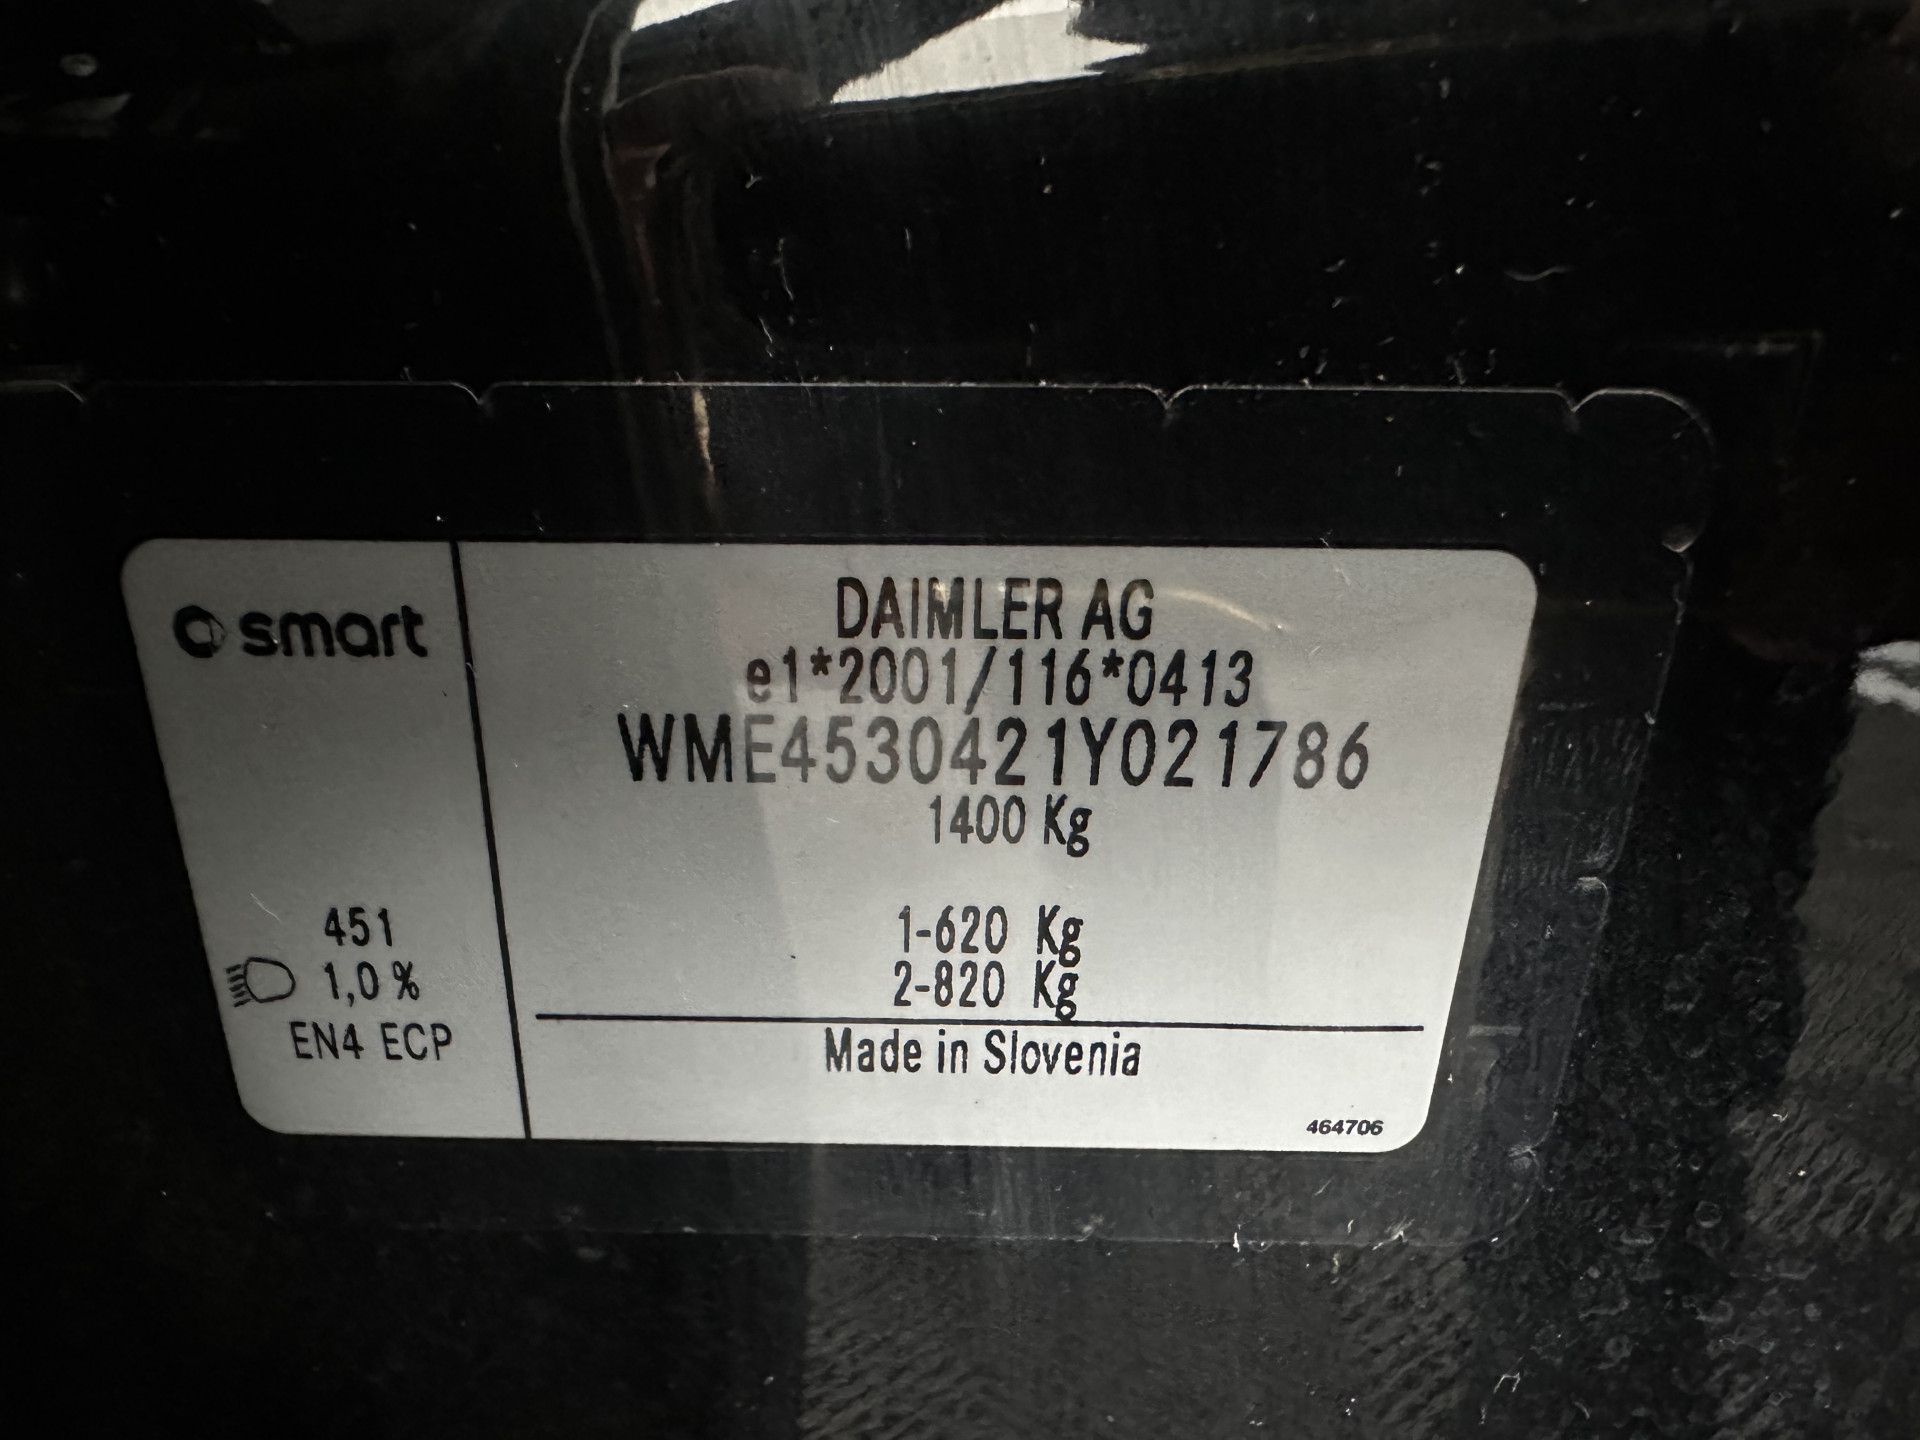 smart
DAIMLER AG
e1*2001/116*0413
WME4530421Y021786
1400 Kg
451
1,0 %
EN4 ECP
1-620 Kg
2-820 Kg
Made in Slovenia
464706